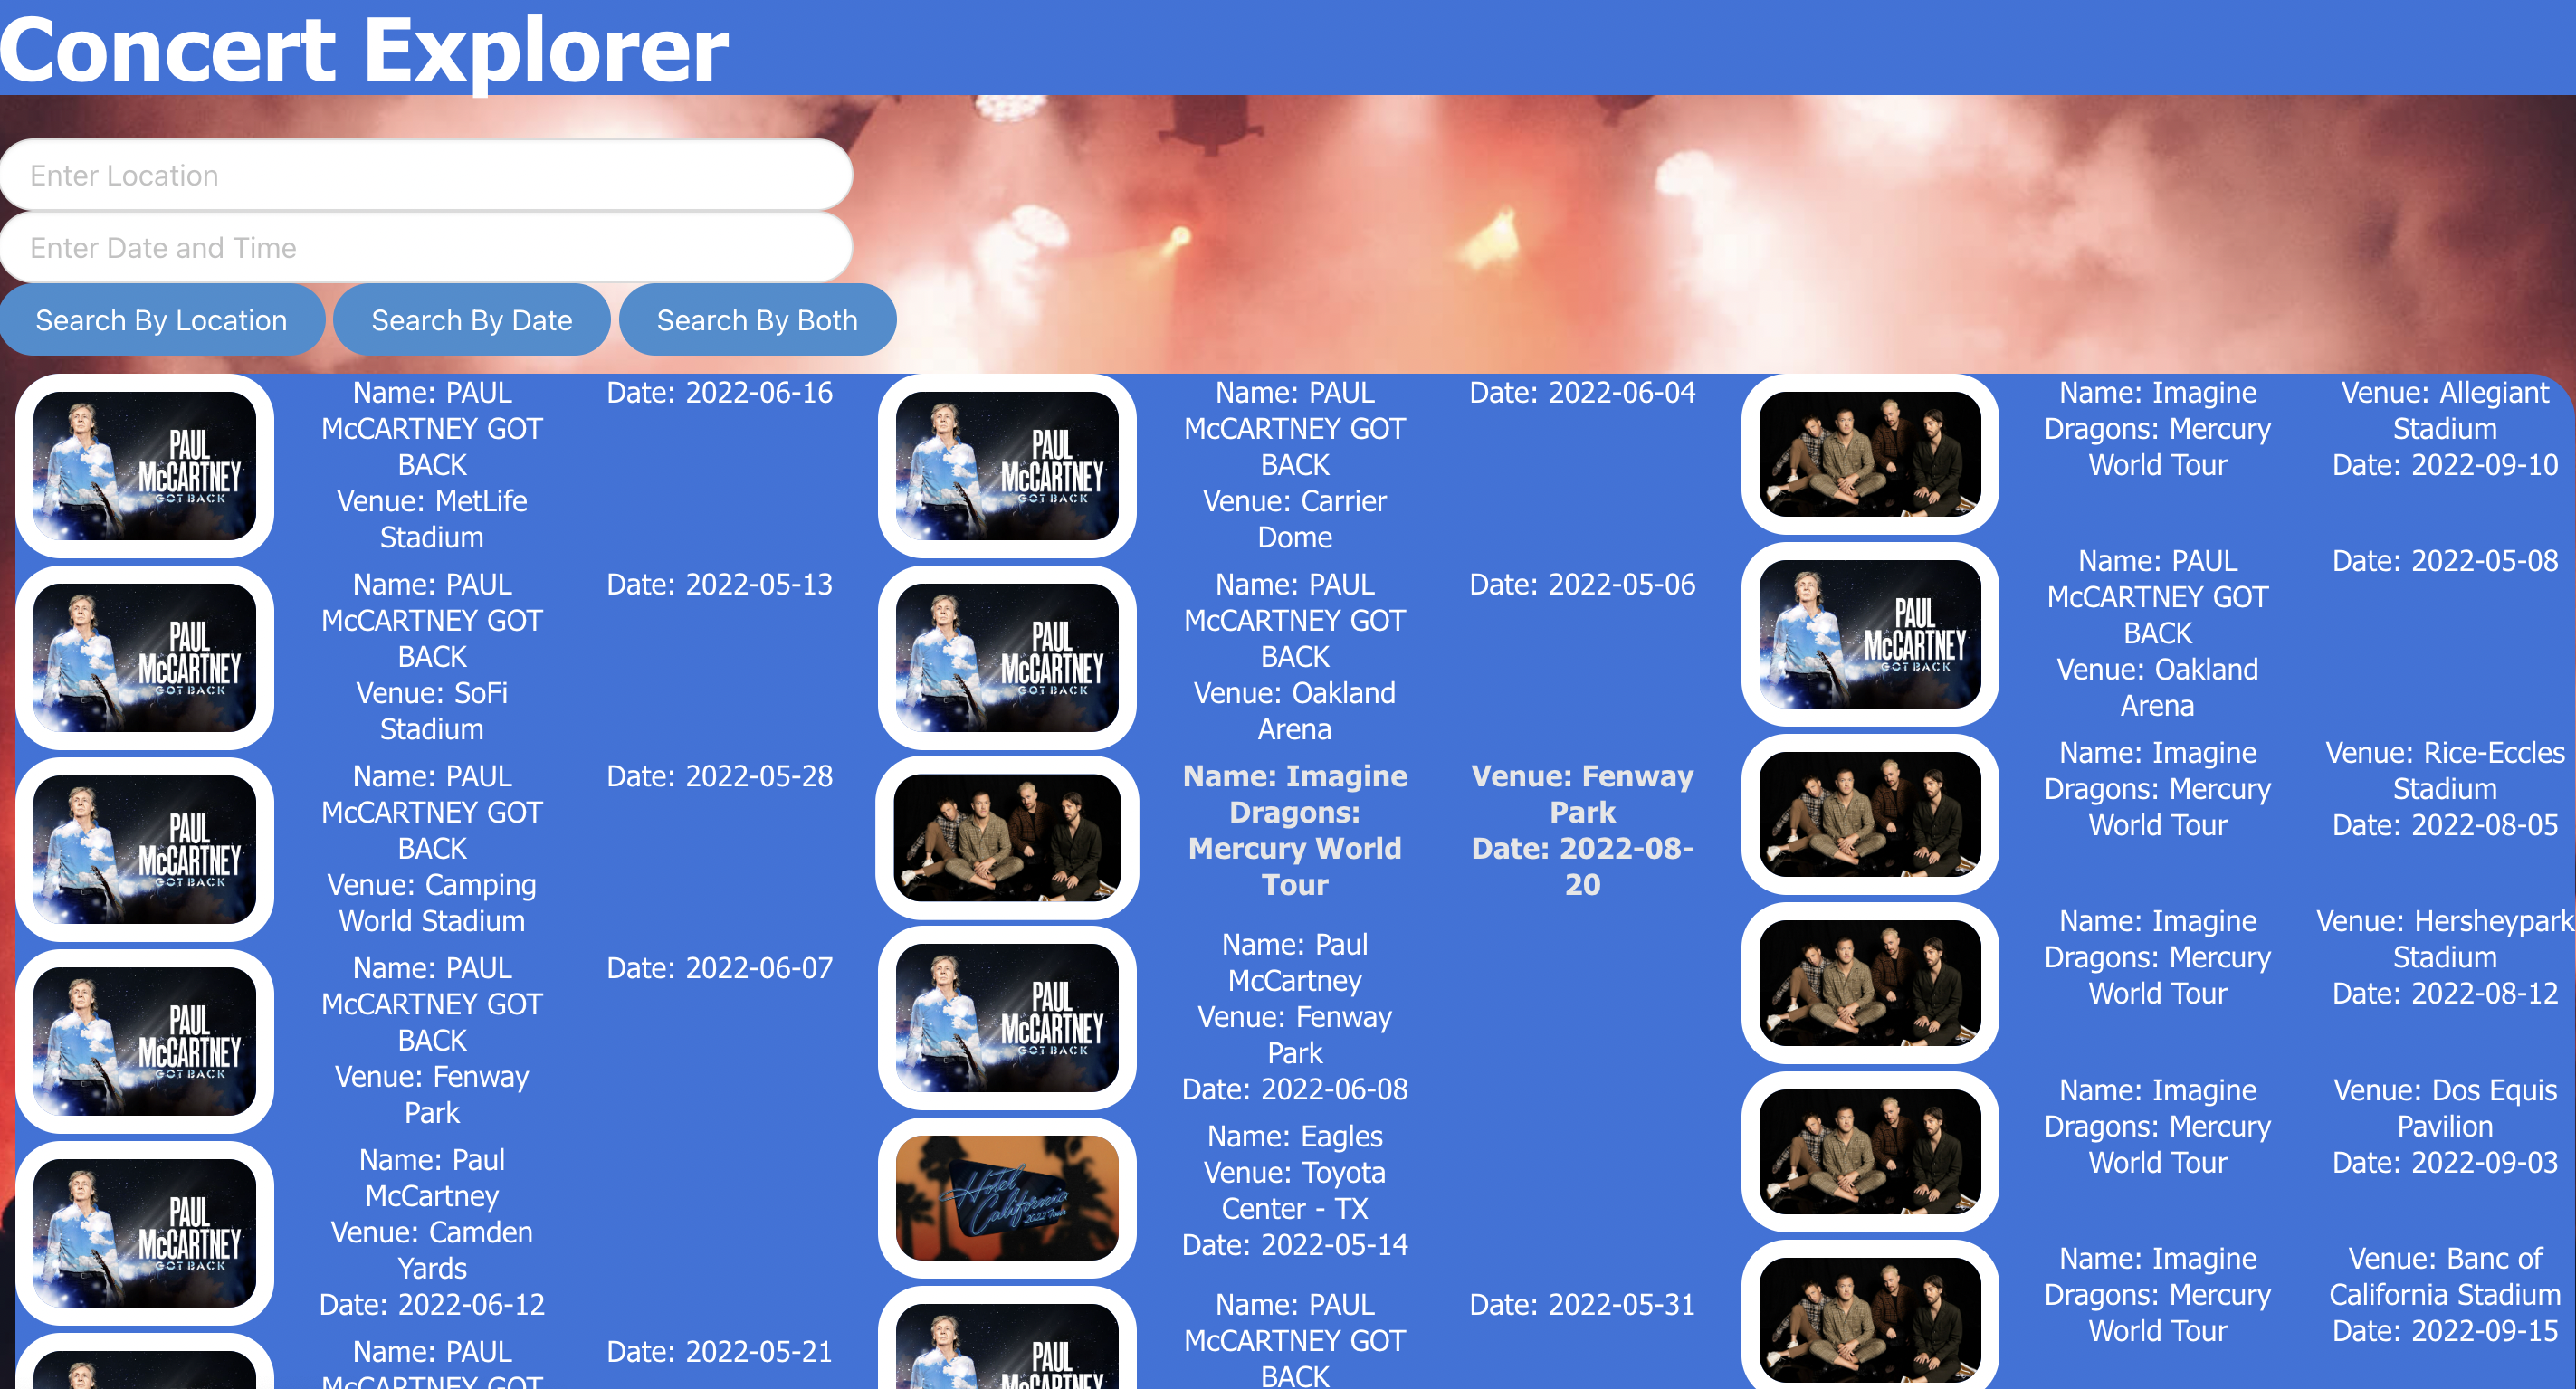 Concert Explorer
Enter Location
Enter Date and Time
Search By Location
Search By Date
Search By Both
PAUL
McCARTNEY
GOT BACK
Name: PAUL
McCARTNEY GOT
BACK
Venue: MetLife
Stadium
Date: 2022-06-16
PAUL
McCARTNEY
GOT BACK
Name: PAUL
McCARTNEY GOT
BACK
Venue: SoFi
Stadium
Date: 2022-05-13
PAUL
McCARTNEY
GOT BACK
Name: PAUL
McCARTNEY GOT
BACK
Venue: Camping
World Stadium
Date: 2022-05-28
PAUL
McCARTNEY
GOT BACK
Name: PAUL
McCARTNEY GOT
BACK
Venue: Fenway
Park
Date: 2022-06-07
PAUL
McCARTNEY
GOT BACK
Name: Paul
McCartney
Venue: Camden
Yards
Date: 2022-06-12
Name: PAUL
McCARTNEY GOT
Date: 2022-05-21
PAUL
McCARTNEY
GOT BACK
Name: PAUL
McCARTNEY GOT
BACK
Venue: Carrier
Dome
Date: 2022-06-04
PAUL
McCARTNEY
GOT BACK
Name: PAUL
McCARTNEY GOT
BACK
Venue: Oakland
Arena
Date: 2022-05-06
Name: Imagine
Dragons:
Mercury World
Tour
Venue: Fenway
Park
Date: 2022-08-
20
PAUL
McCARTNEY
GOT BACK
Name: Paul
McCartney
Venue: Fenway
Park
Date: 2022-06-08
Hotel
California
2022 Tour
Name: Eagles
Venue: Toyota
Center - TX
Date: 2022-05-14
PAUL
McCARTNEY
Name: PAUL
McCARTNEY GOT
BACK
Date: 2022-05-31
Name: Imagine
Dragons: Mercury
World Tour
Venue: Allegiant
Stadium
Date: 2022-09-10
PAUL
McCARTNEY
GOT BACK
Name: PAUL
McCARTNEY GOT
BACK
Venue: Oakland
Arena
Date: 2022-05-08
Name: Imagine
Dragons: Mercury
World Tour
Venue: Rice-Eccles
Stadium
Date: 2022-08-05
Name: Imagine
Dragons: Mercury
World Tour
Venue: Hersheypark
Stadium
Date: 2022-08-12
Name: Imagine
Dragons: Mercury
World Tour
Venue: Dos Equis
Pavilion
Date: 2022-09-03
Name: Imagine
Dragons: Mercury
World Tour
Venue: Banc of
California Stadium
Date: 2022-09-15